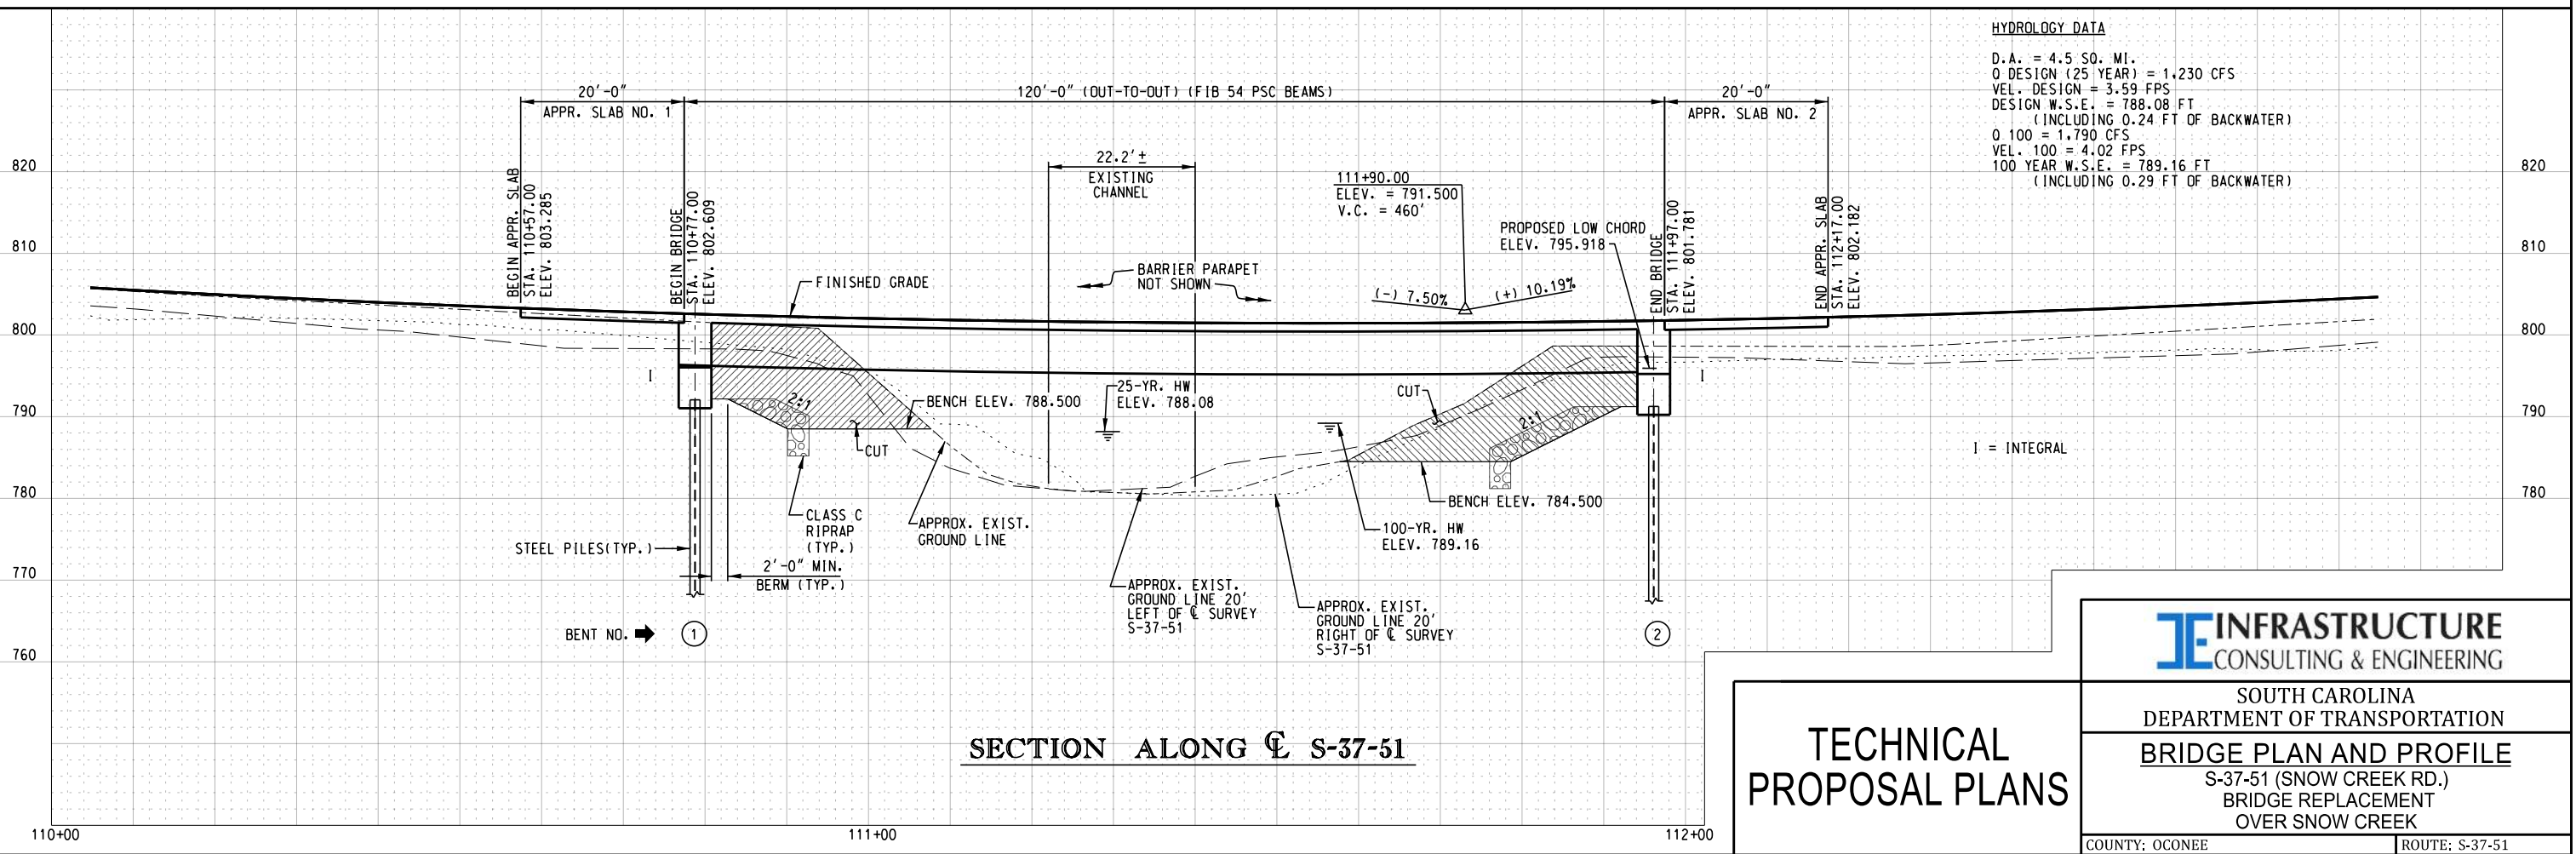 HYDROLOGY DATA
D.A. = 4.5 SQ. MI.
Q DESIGN (25 YEAR) = 1,230 CFS
VEL. DESIGN = 3.59 FPS
DESIGN W.S.E. = 788.08 FT
(INCLUDING 0.24 FT OF BACKWATER)
Q 100 = 1,790 CFS
VEL. 100 = 4.02 FPS
100 YEAR W.S.E. = 789.16 FT
(INCLUDING 0.29 FT OF BACKWATER)
20'-0"
APPR. SLAB NO. 1
120'-0" (OUT-TO-OUT) (FIB 54 PSC BEAMS)
20'-0"
APPR. SLAB NO. 2
22.2' ±
EXISTING
CHANNEL
111+90.00
ELEV. = 791.500
V.C. = 460'
BEGIN APPR. SLAB
STA. 110+57.00
ELEV. 803.285
BEGIN BRIDGE
STA. 110+77.00
ELEV. 802.609
PROPOSED LOW CHORD
ELEV. 795.918
END BRIDGE
STA. 111+97.00
ELEV. 801.781
END APPR. SLAB
STA. 112+17.00
ELEV. 802.182
820
810
800
790
780
770
760
820
810
800
790
780
FINISHED GRADE
BARRIER PARAPET
NOT SHOWN
(-) 7.50%
(+) 10.19%
I
I
25-YR. HW
ELEV. 788.08
CUT
BENCH ELEV. 788.500
2:1
2:1
CUT
I = INTEGRAL
BENCH ELEV. 784.500
CLASS C
RIPRAP
(TYP.)
APPROX. EXIST.
GROUND LINE
100-YR. HW
ELEV. 789.16
STEEL PILES(TYP.)
2'-0" MIN.
BERM (TYP.)
APPROX. EXIST.
GROUND LINE 20'
LEFT OF ℄ SURVEY
S-37-51
APPROX. EXIST.
GROUND LINE 20'
RIGHT OF ℄ SURVEY
S-37-51
BENT NO.
1
2
SECTION ALONG ℄ S-37-51
110+00
111+00
112+00
TECHNICAL
PROPOSAL PLANS
IE INFRASTRUCTURE
CONSULTING & ENGINEERING
SOUTH CAROLINA
DEPARTMENT OF TRANSPORTATION
BRIDGE PLAN AND PROFILE
S-37-51 (SNOW CREEK RD.)
BRIDGE REPLACEMENT
OVER SNOW CREEK
COUNTY: OCONEE
ROUTE: S-37-51